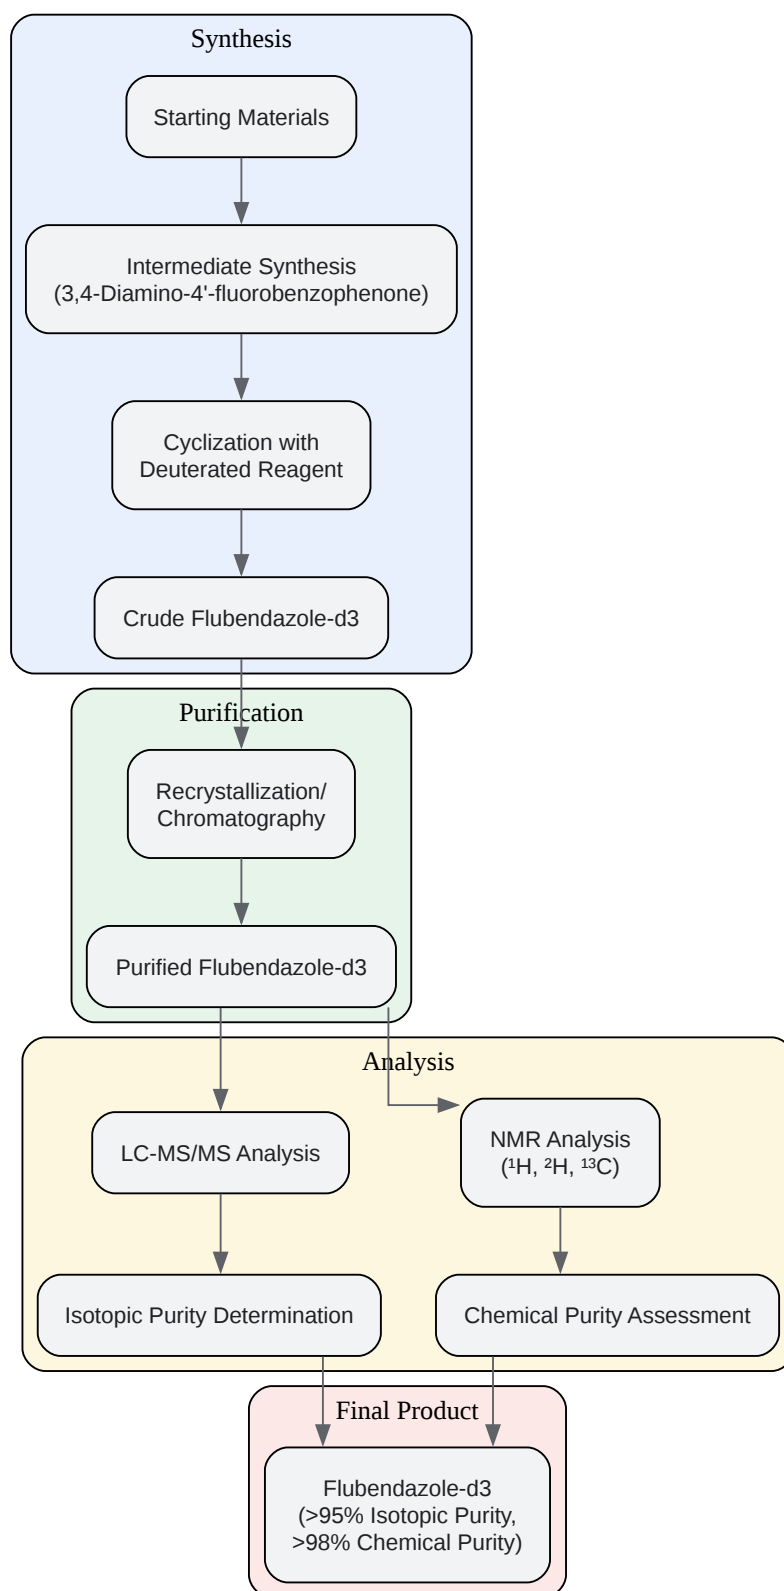 Synthesis
Starting Materials
Intermediate Synthesis
(3,4-Diamino-4'-fluorobenzophenone)
Cyclization with
Deuterated Reagent
Crude Flubendazole-d3
Purification
Recrystallization/
Chromatography
Purified Flubendazole-d3
Analysis
LC-MS/MS Analysis
NMR Analysis
(¹H, ²H, ¹³C)
Isotopic Purity Determination
Chemical Purity Assessment
Final Product
Flubendazole-d3
(>95% Isotopic Purity,
>98% Chemical Purity)